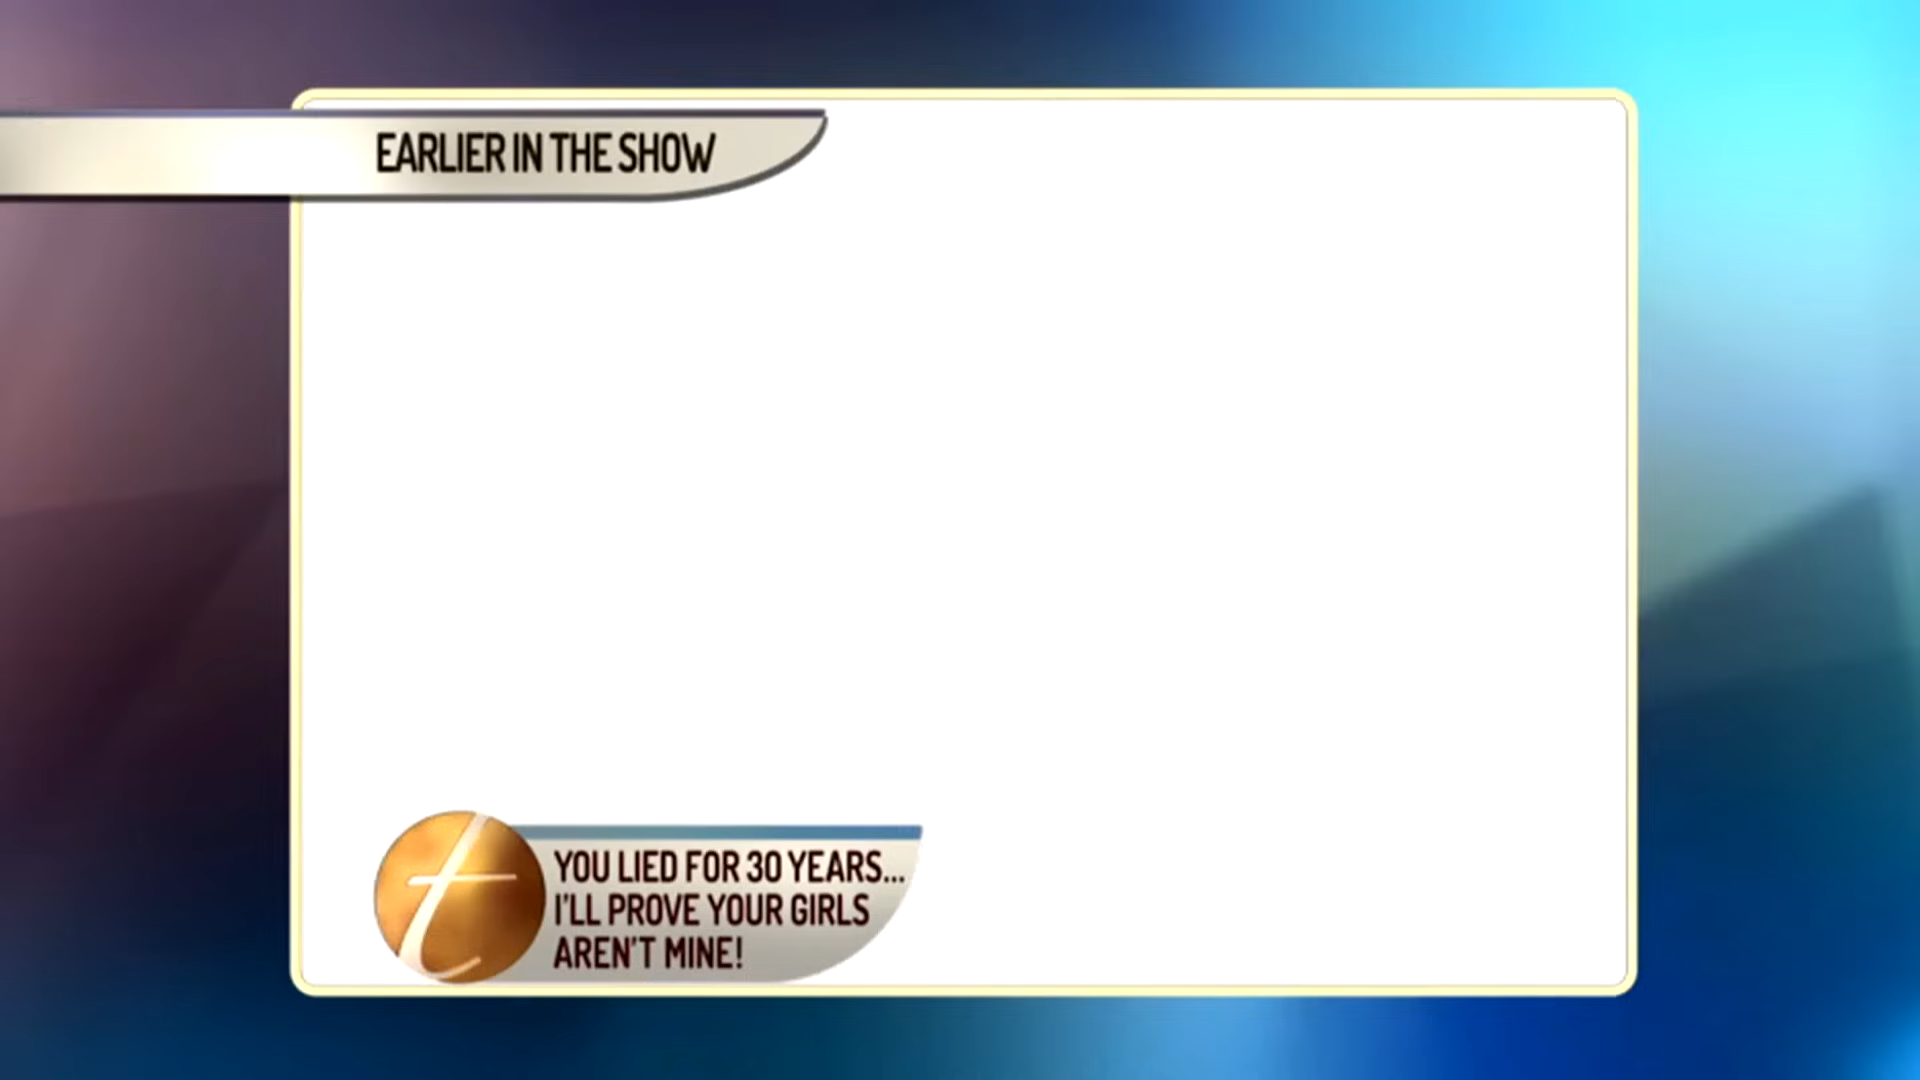 EARLIER IN THE SHOW
t
YOU LIED FOR 30 YEARS...
I'LL PROVE YOUR GIRLS
AREN'T MINE!